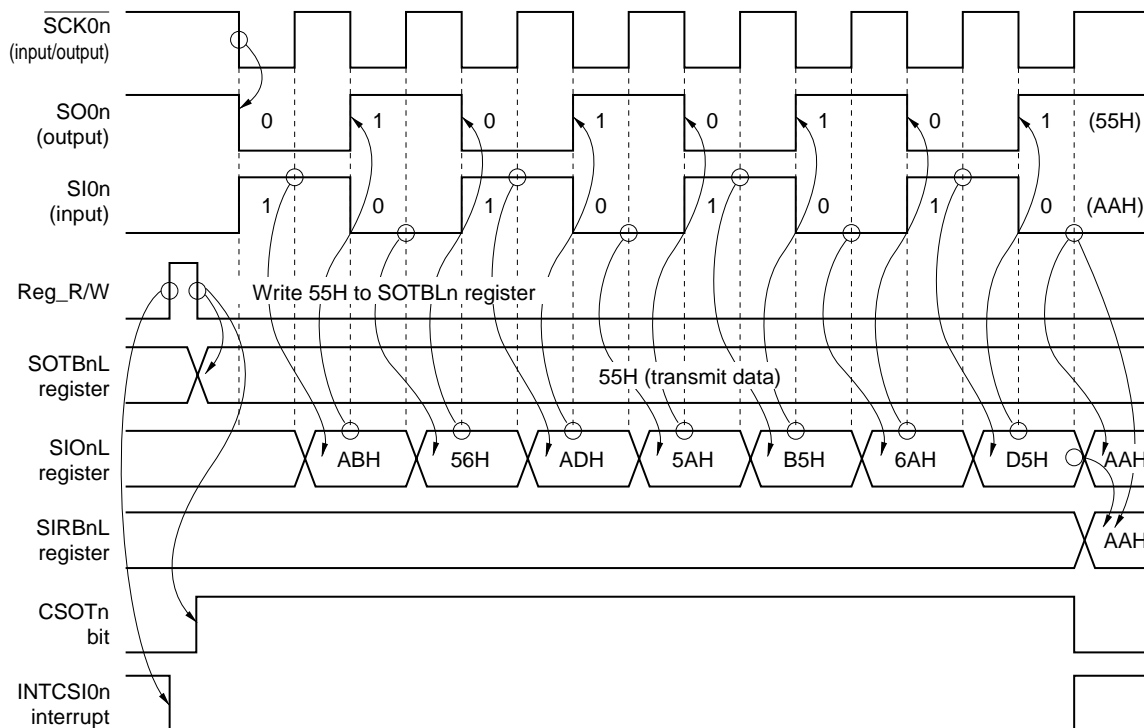 SCK0n
(input/output)
SO0n
(output)
0 1 0 1 0 1 0 1 (55H)
SI0n
(input)
1 0 1 0 1 0 1 0 (AAH)
Reg_R/W
Write 55H to SOTBLn register
SOTBnL
register
55H (transmit data)
SIOnL
register
ABH 56H ADH 5AH B5H 6AH D5H AAH
SIRBnL
register
AAH
CSOTn
bit
INTCSI0n
interrupt